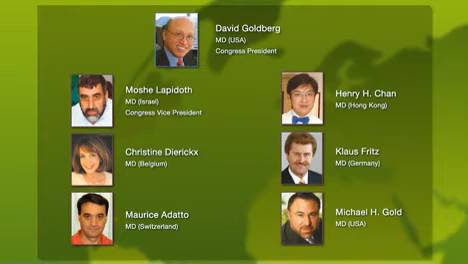 David Goldberg
MD (USA)
Congress President
Moshe Lapidoth
MD (Israel)
Congress Vice President
Henry H. Chan
MD (Hong Kong)
Christine Dierickx
MD (Belgium)
Klaus Fritz
MD (Germany)
Maurice Adatto
MD (Switzerland)
Michael H. Gold
MD (USA)